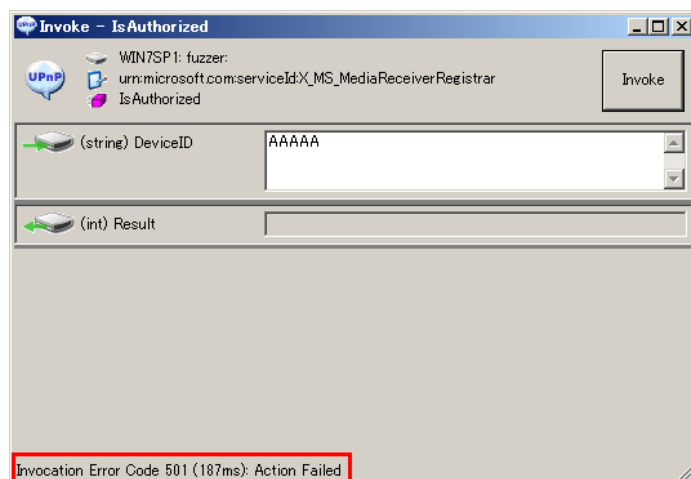 Invoke - IsAuthorized
UPnP
WIN7SP1: fuzzer:
urn:microsoft.com:serviceId:X_MS_MediaReceiverRegistrar
IsAuthorized
Invoke
(string) DeviceID
AAAAA
(int) Result
Invocation Error Code 501 (187ms): Action Failed